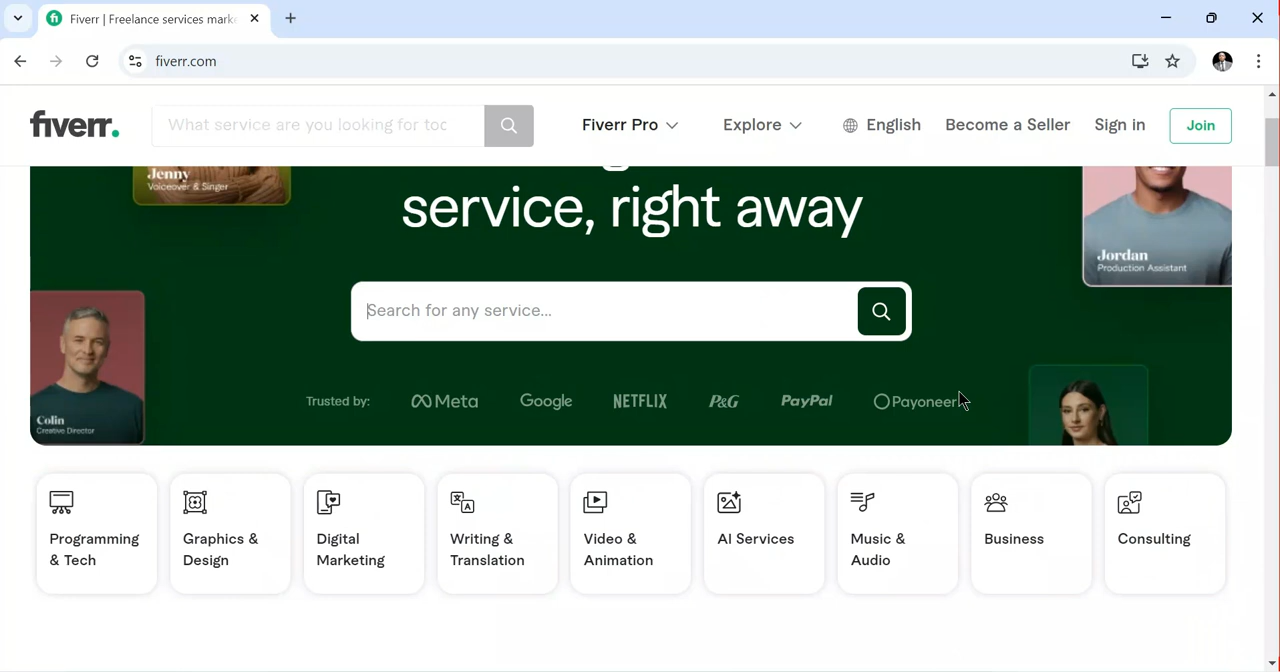 Fiverr | Freelance services mark
fiverr.com
fiverr.
What service are you looking for toc
Fiverr Pro
Explore
English
Become a Seller
Sign in
Join
Jenny
Voiceover & Singer
service, right away
Jordan
Production Assistant
Search for any service...
Colin
Creative Director
Trusted by:
Meta
Google
NETFLIX
P&G
PayPal
Payoneer
Programming
& Tech
Graphics &
Design
Digital
Marketing
Writing &
Translation
Video &
Animation
AI Services
Music &
Audio
Business
Consulting